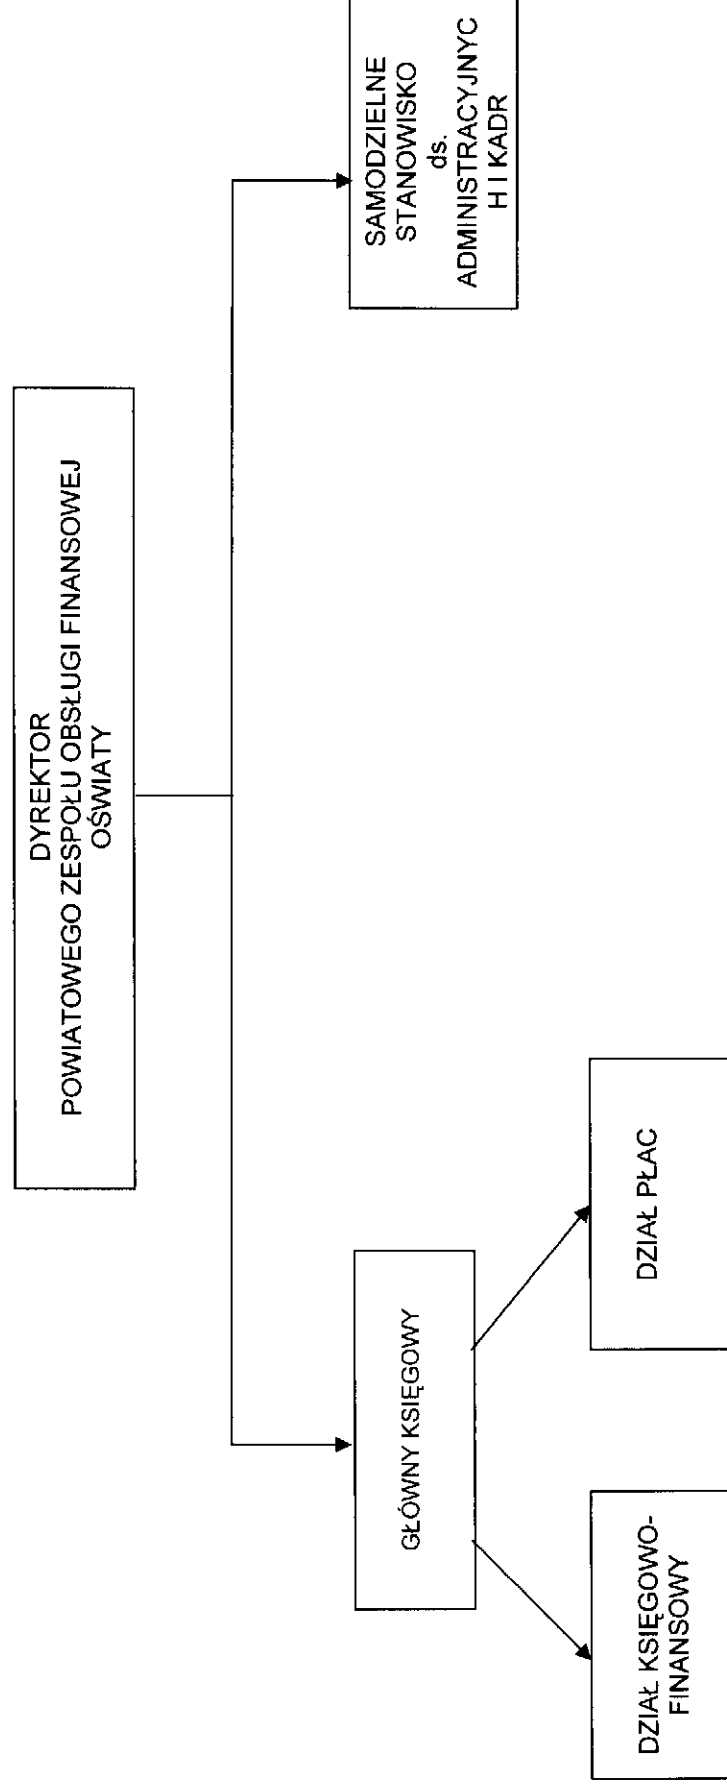 DYREKTOR
POWIATOWEGO ZESPOŁU OBSŁUGI FINANSOWEJ
OŚWIATY
GŁÓWNY KSIĘGOWY
SAMODZIELNE
STANOWISKO
ds.
ADMINISTRACYJNYC
H I KADR
DZIAŁ KSIĘGOWO-
FINANSOWY
DZIAŁ PŁAC